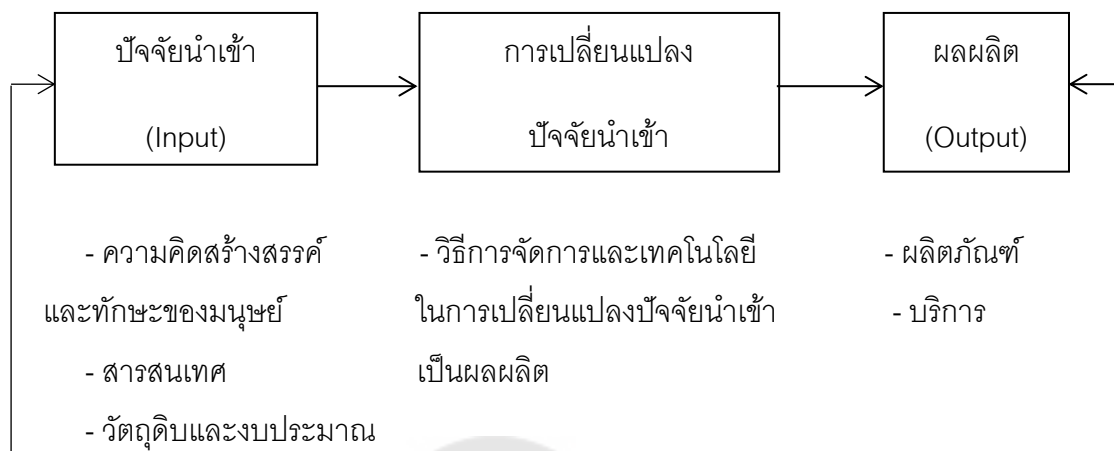 ปัจจัยนำเข้า
(Input)
การเปลี่ยนแปลง
ปัจจัยนำเข้า
ผลผลิต
(Output)
- ความคิดสร้างสรรค์
และทักษะของมนุษย์
- สารสนเทศ
- วัตถุดิบและงบประมาณ
- วิธีการจัดการและเทคโนโลยี
ในการเปลี่ยนแปลงปัจจัยนำเข้า
เป็นผลผลิต
- ผลิตภัณฑ์
- บริการ